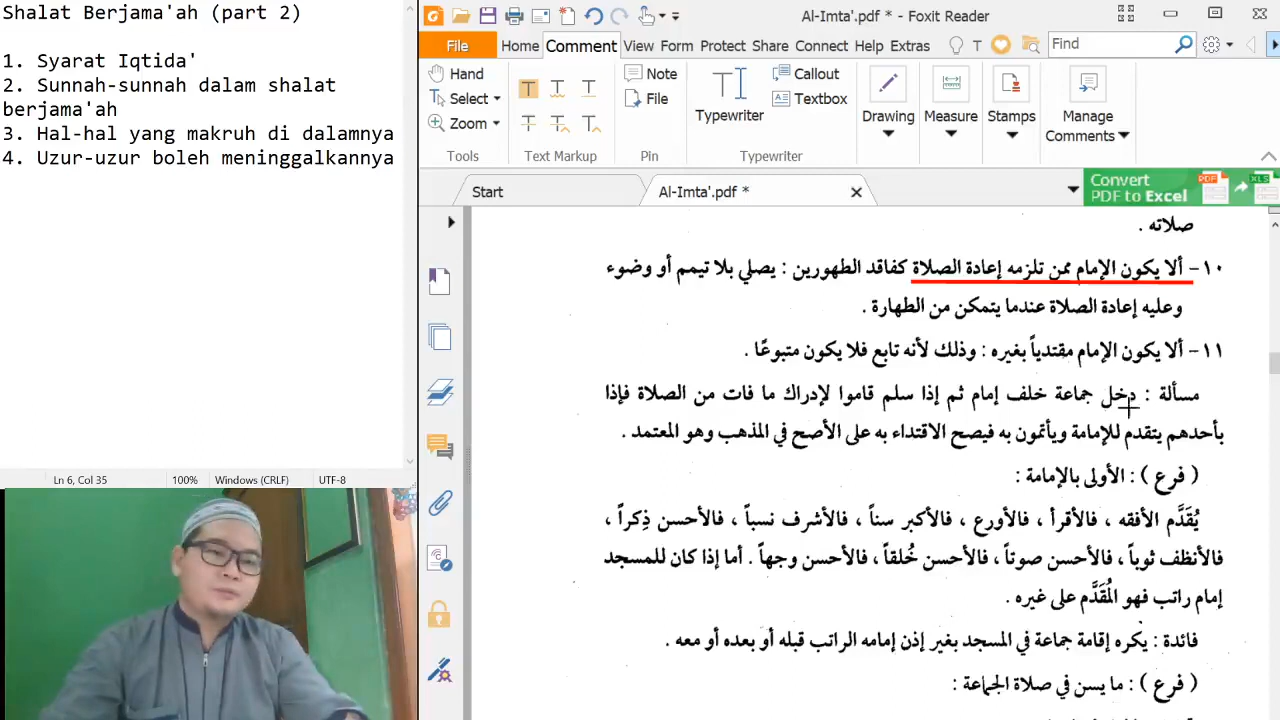 Shalat Berjama'ah (part 2)
1. Syarat Iqtida'
2. Sunnah-sunnah dalam shalat
berjama'ah
3. Hal-hal yang makruh di dalamnya
4. Uzur-uzur boleh meninggalkannya
Ln 6, Col 35
100%
Windows (CRLF)
UTF-8
Al-Imta'.pdf * - Foxit Reader
File
Home
Comment
View
Form
Protect
Share
Connect
Help
Extras
Find
Hand
Select
Zoom
Tools
Text Markup
Note
File
Pin
Typewriter
Callout
Textbox
Typewriter
Drawing
Measure
Stamps
Manage
Comments
Start
Al-Imta'.pdf *
Convert
PDF to Excel
PDF
XLS
صلاته .
١٠- ألا يكون الإمام ممن تلزمه إعادة الصلاة كفاقد الطهورين : يصلي بلا تيمم أو وضوء
وعليه إعادة الصلاة عندما يتمكن من الطهارة .
١١- ألا يكون الإمام مقتدياً بغيره : وذلك لأنه تابع فلا يكون متبوعًا .
مسألة : دخل جماعة خلف إمام ثم إذا سلم قاموا لإدراك ما فات من الصلاة فإذا
بأحدهم يتقدم للإمامة ويأتمون به فيصح الاقتداء به على الأصح في المذهب وهو المعتمد .
( فرع ) : الأولى بالإمامة :
يُقَدَّم الأفقه ، فالأقرأ ، فالأورع ، فالأكبر سناً ، فالأشرف نسباً ، فالأحسن ذِكراً ،
فالأنظف ثوباً ، فالأحسن صوتاً ، فالأحسن خُلقاً ، فالأحسن وجهاً . أما إذا كان للمسجد
إمام راتب فهو المُقَدَّم على غيره .
فائدة : يكره إقامة جماعة في المسجد بغير إذن إمامه الراتب قبله أو بعده أو معه .
( فرع ) : ما يسن في صلاة الجماعة :